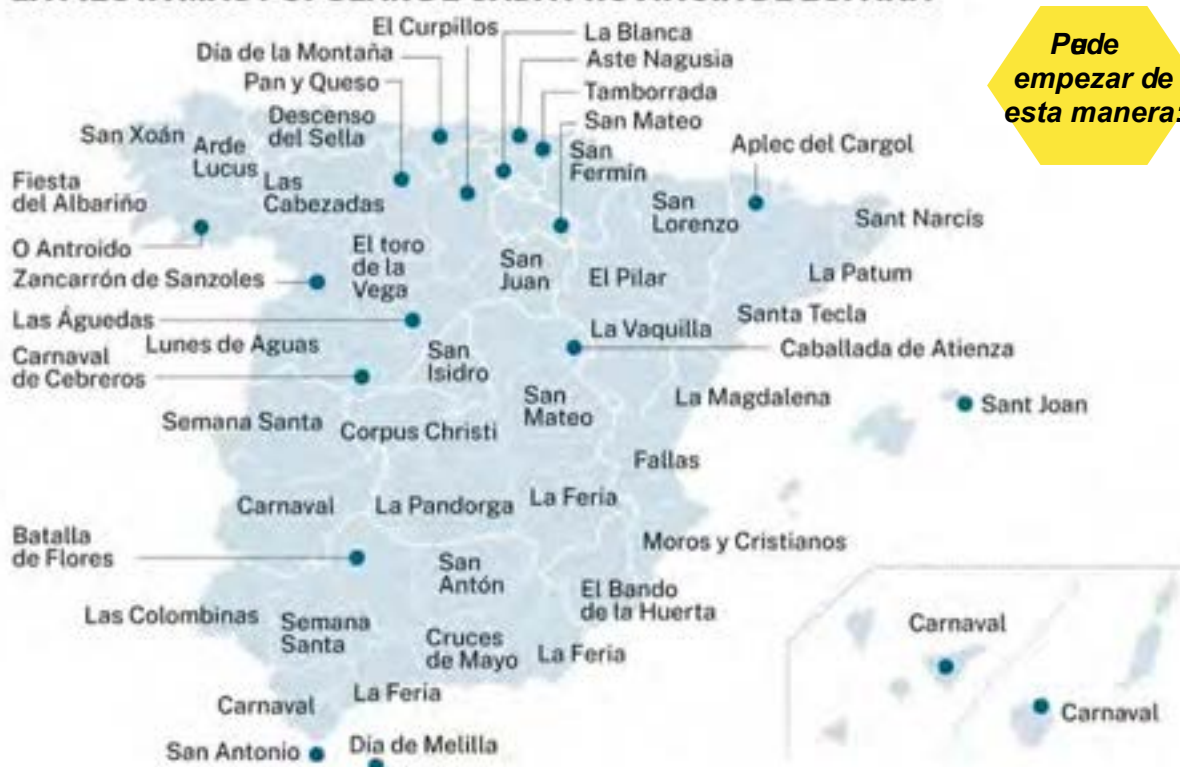 El Curpillos
La Blanca
Día de la Montaña
Aste Nagusia
Pan y Queso
Tamborrada
Descenso
del Sella
San Mateo
San Xoán
Arde
Lucus
San
Fermín
Aplec del Cargol
Fiesta
del Albariño
Las
Cabezadas
San
Lorenzo
Sant Narcís
O Antroido
El toro
de la
Vega
San
Juan
El Pilar
La Patum
Zancarrón de Sanzoles
Las Águedas
La Vaquilla
Santa Tecla
Lunes de Aguas
San
Isidro
Caballada de Atienza
Carnaval
de Cebreros
San
Mateo
La Magdalena
Sant Joan
Semana Santa
Corpus Christi
Fallas
Carnaval
La Pandorga
La Feria
Batalla
de Flores
San
Antón
Moros y Cristianos
El Bando
de la Huerta
Las Colombinas
Semana
Santa
Cruces
de Mayo
La Feria
Carnaval
La Feria
San Antonio
Día de Melilla
Carnaval
Carnaval
empezar de
esta manera: